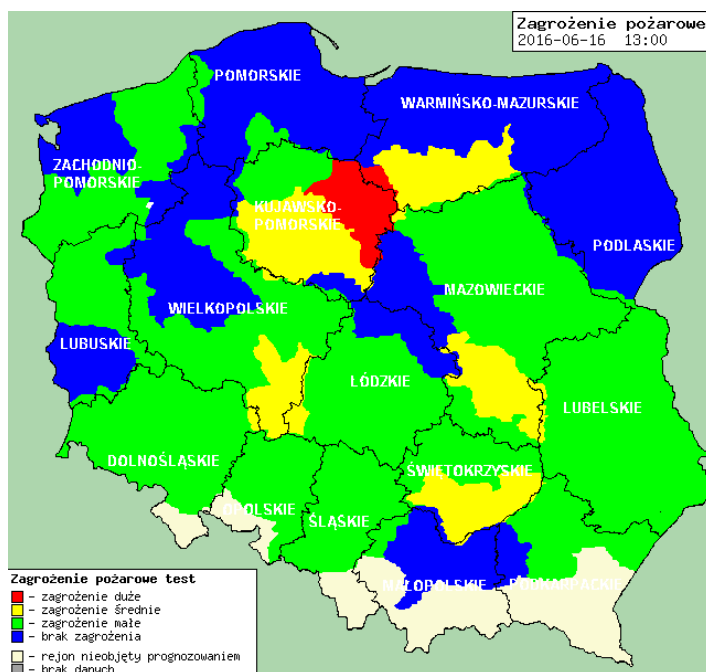 Zagrożenie pożarowe
2016-06-16 13:00
POMORSKIE
WARMIŃSKO-MAZURSKIE
ZACHODNIO-
POMORSKIE
KUJAWSKO-
POMORSKIE
PODLASKIE
MAZOWIECKIE
WIELKOPOLSKIE
LUBUSKIE
ŁÓDZKIE
LUBELSKIE
DOLNOŚLĄSKIE
ŚWIĘTOKRZYSKIE
OPOLSKIE
ŚLĄSKIE
MAŁOPOLSKIE
PODKARPACKIE
Zagrożenie pożarowe test
– zagrożenie duże
– zagrożenie średnie
– zagrożenie małe
– brak zagrożenia
– rejon nieobjęty prognozowaniem
– brak danych